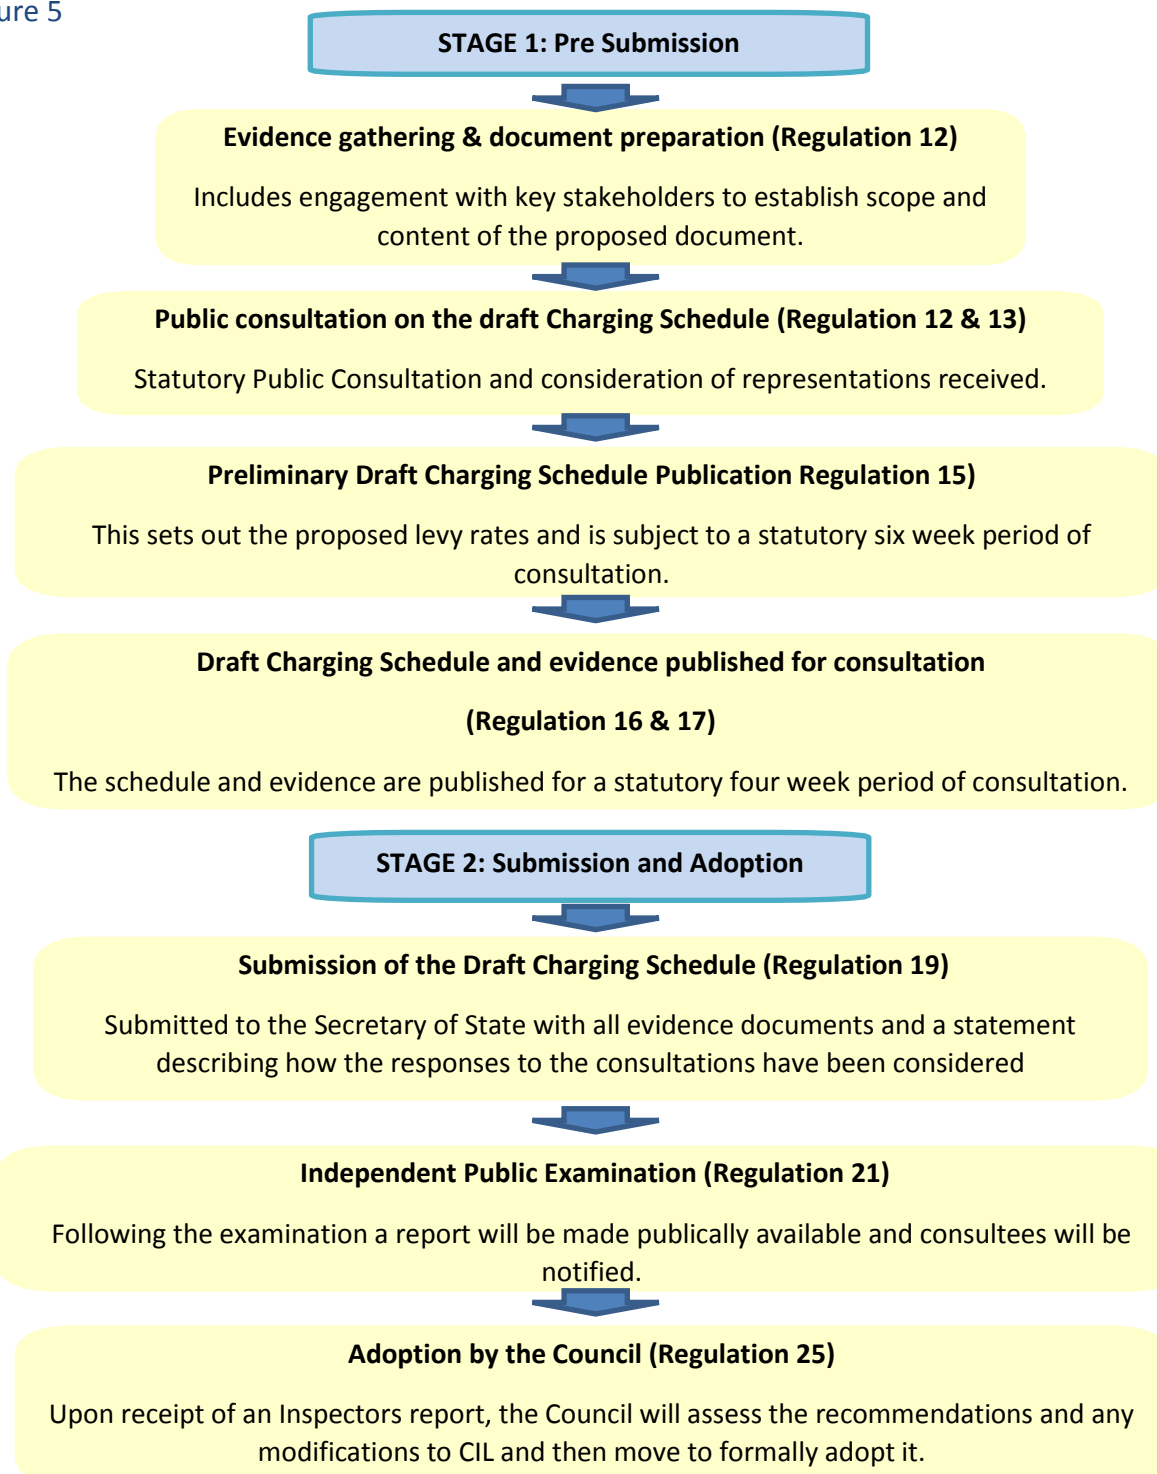 ure 5
STAGE 1: Pre Submission
Evidence gathering & document preparation (Regulation 12)
Includes engagement with key stakeholders to establish scope and
content of the proposed document.
Public consultation on the draft Charging Schedule (Regulation 12 & 13)
Statutory Public Consultation and consideration of representations received.
Preliminary Draft Charging Schedule Publication Regulation 15)
This sets out the proposed levy rates and is subject to a statutory six week period of
consultation.
Draft Charging Schedule and evidence published for consultation
(Regulation 16 & 17)
The schedule and evidence are published for a statutory four week period of consultation.
STAGE 2: Submission and Adoption
Submission of the Draft Charging Schedule (Regulation 19)
Submitted to the Secretary of State with all evidence documents and a statement
describing how the responses to the consultations have been considered
Independent Public Examination (Regulation 21)
Following the examination a report will be made publically available and consultees will be
notified.
Adoption by the Council (Regulation 25)
Upon receipt of an Inspectors report, the Council will assess the recommendations and any
modifications to CIL and then move to formally adopt it.